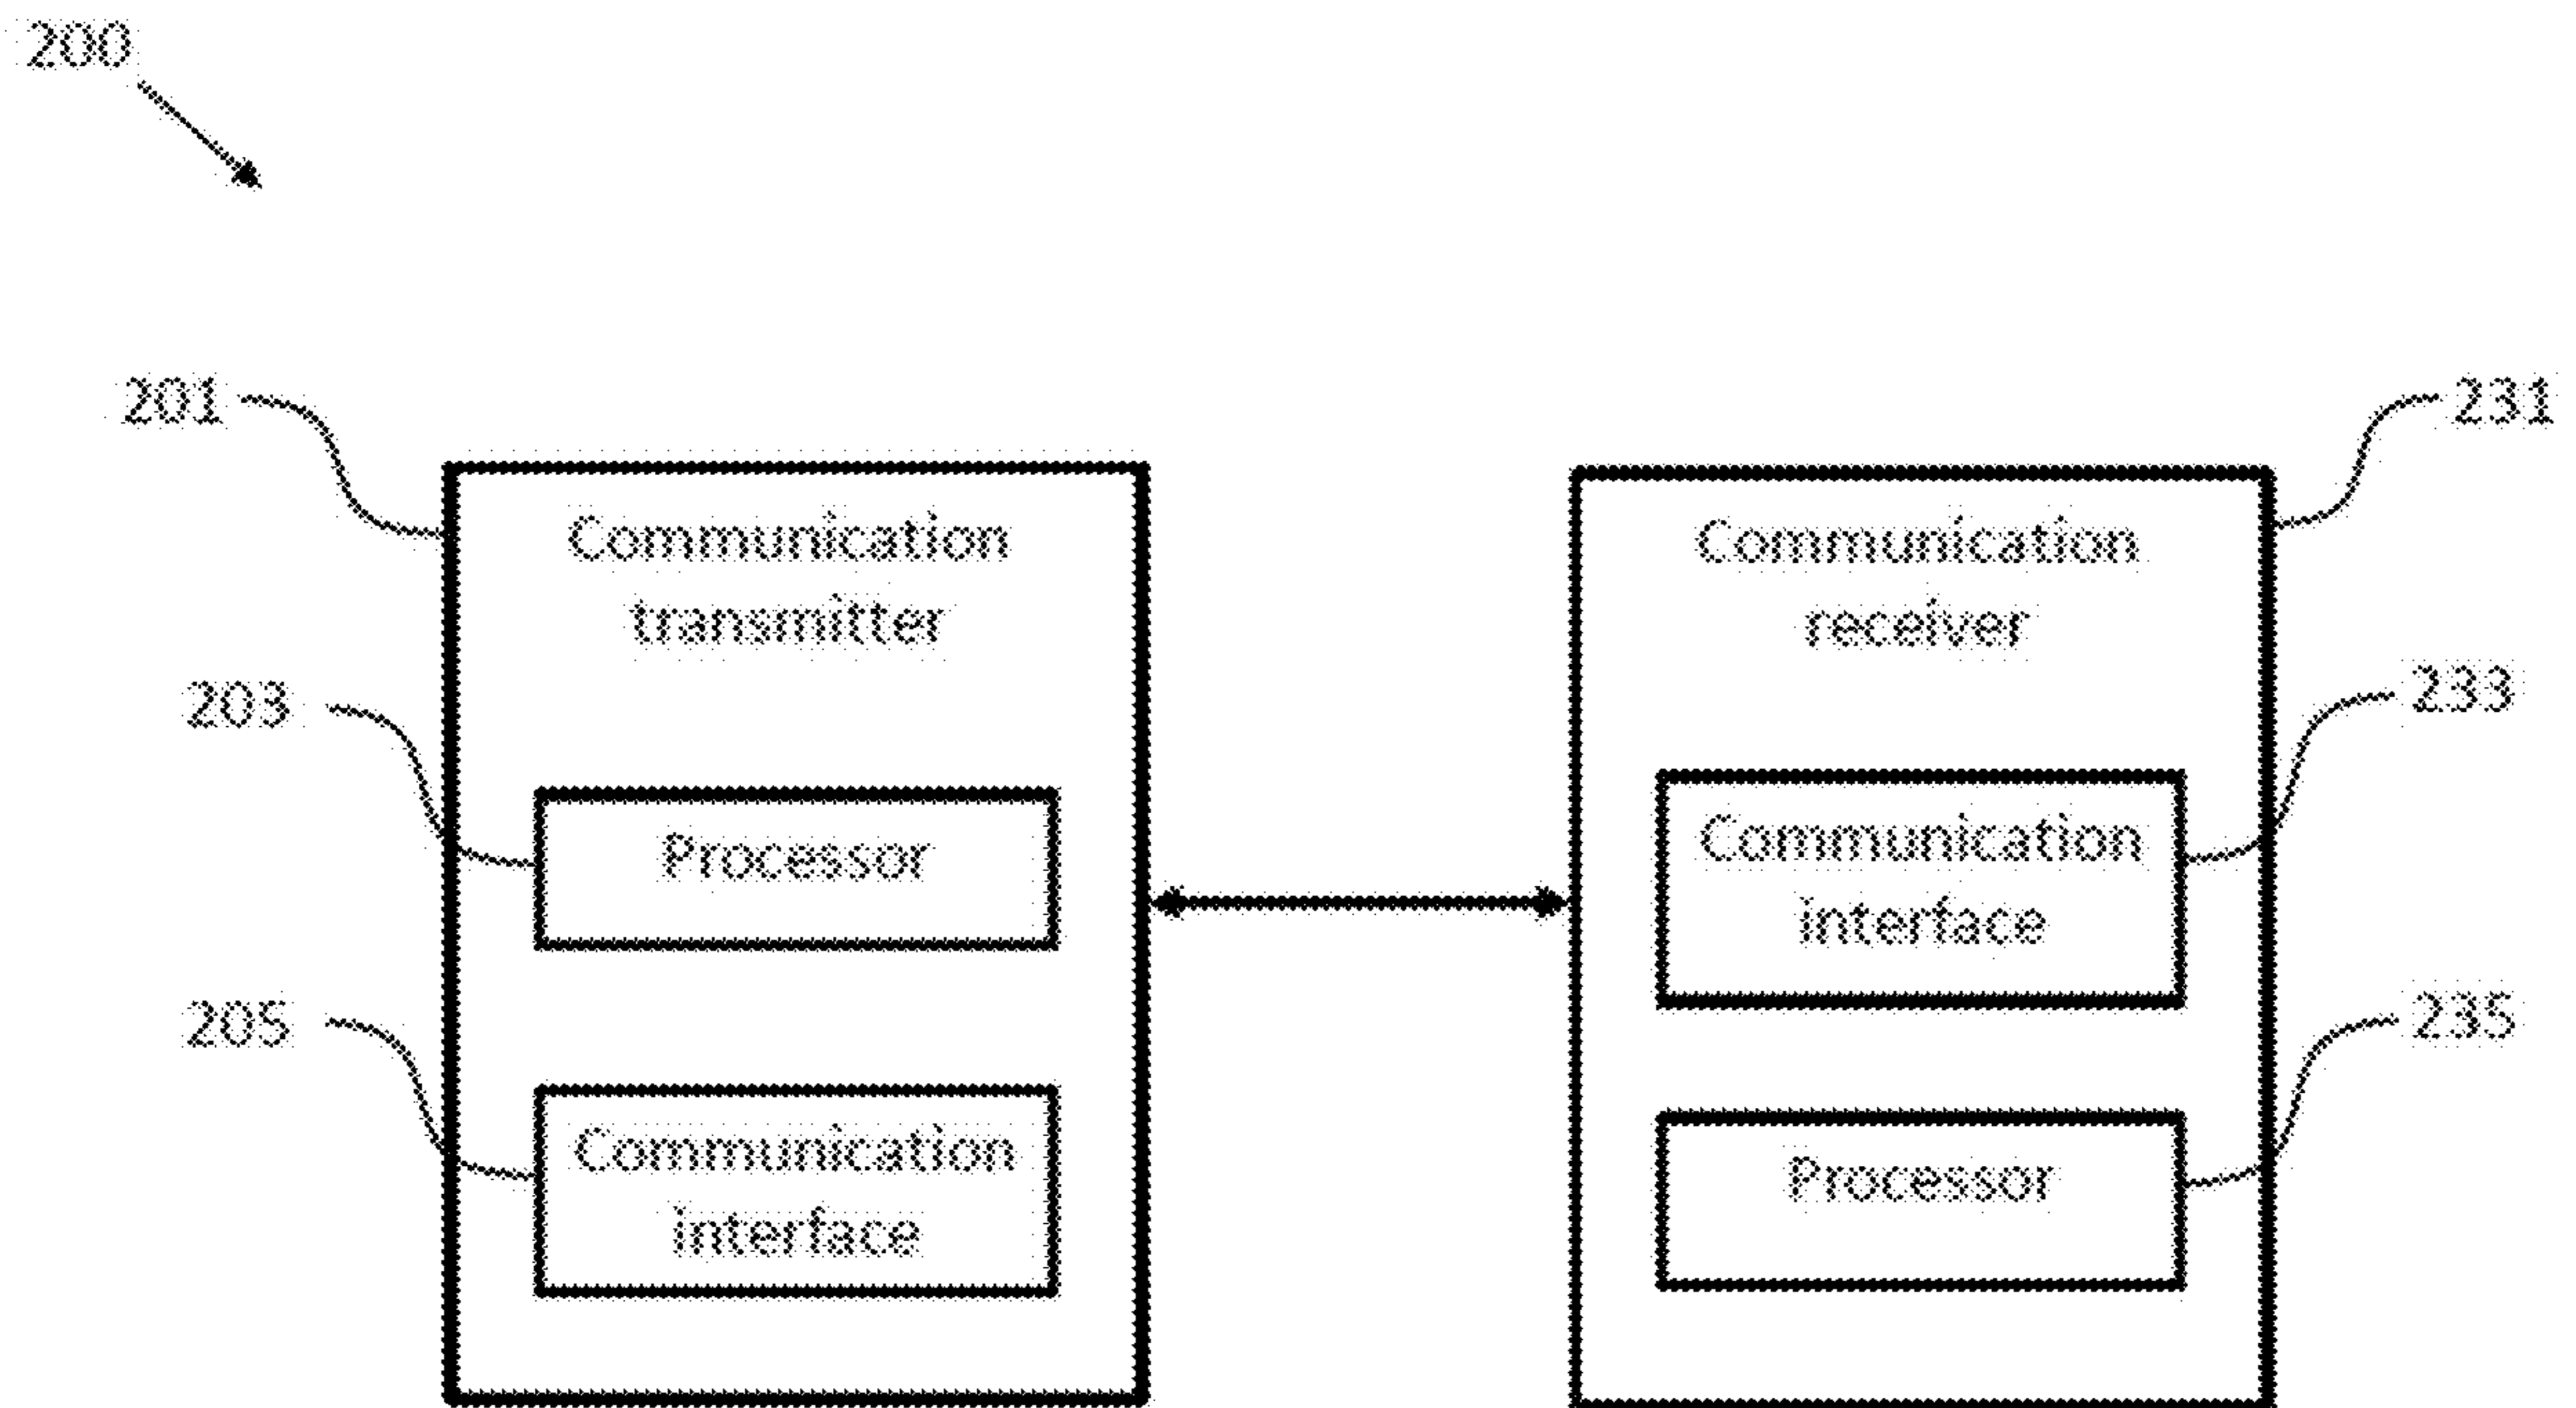 200
201
Communication
transmitter
203
Processor
205
Communication
interface
231
Communication
receiver
233
Communication
interface
235
Processor